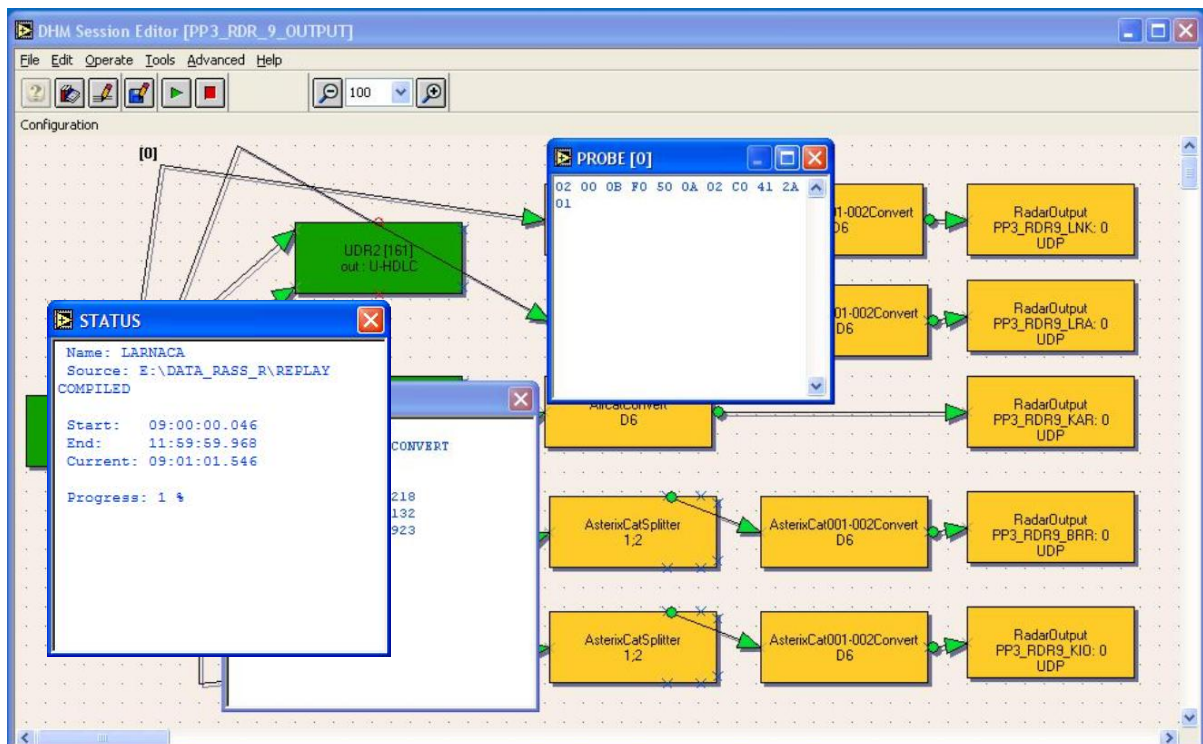 DHM Session Editor [PP3_RDR_9_OUTPUT]
File Edit Operate Tools Advanced Help
100
Configuration
[0]
UDR2 [161]
out : U-HDLC
PROBE [0]
02 00 0B F0 50 0A 02 C0 41 2A
01
01-002Convert
D6
RadarOutput
PP3_RDR9_LNK: 0
UDP
01-002Convert
D6
RadarOutput
PP3_RDR9_LRA: 0
UDP
STATUS
Name: LARNACA
Source: E:\DATA_RASS_R\REPLAY
COMPILED
Start: 09:00:00.046
End: 11:59:59.968
Current: 09:01:01.546
Progress: 1 %
CONVERT
218
132
923
AllcatConvert
D6
RadarOutput
PP3_RDR9_KAR: 0
UDP
AsterixCatSplitter
1;2
AsterixCat001-002Convert
D6
RadarOutput
PP3_RDR9_BRR: 0
UDP
AsterixCatSplitter
1;2
AsterixCat001-002Convert
D6
RadarOutput
PP3_RDR9_KIO: 0
UDP